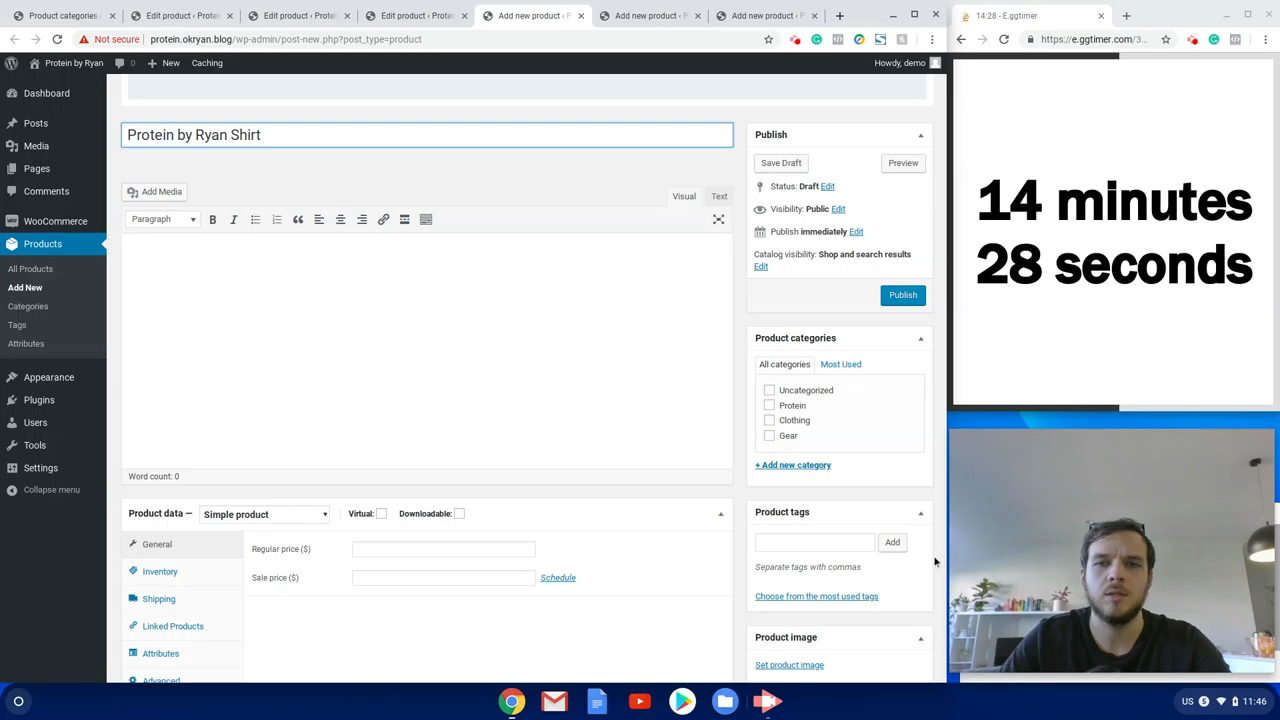 Product categories ‹
Edit product ‹ Prote
Edit product ‹ Prote
Edit product ‹ Prote
Add new product ‹ P
Add new product ‹ P
Add new product ‹ P
14:28 - E.ggtimer
Not secure
protein.okryan.blog/wp-admin/post-new.php?post_type=product
https://e.ggtimer.com/3...
Protein by Ryan
0
New
Caching
Howdy, demo
Dashboard
Posts
Media
Pages
Comments
WooCommerce
Products
All Products
Add New
Categories
Tags
Attributes
Appearance
Plugins
Users
Tools
Settings
Collapse menu
Protein by Ryan Shirt
Add Media
Visual
Text
Paragraph
Word count: 0
Product data —
Simple product
Virtual:
Downloadable:
General
Inventory
Shipping
Linked Products
Attributes
Advanced
Regular price ($)
Sale price ($)
Schedule
Publish
Save Draft
Preview
Status: Draft Edit
Visibility: Public Edit
Publish immediately Edit
Catalog visibility: Shop and search results
Edit
Publish
Product categories
All categories
Most Used
Uncategorized
Protein
Clothing
Gear
+ Add new category
Product tags
Add
Separate tags with commas
Choose from the most used tags
Product image
Set product image
14 minutes
28 seconds
US
5
11:46